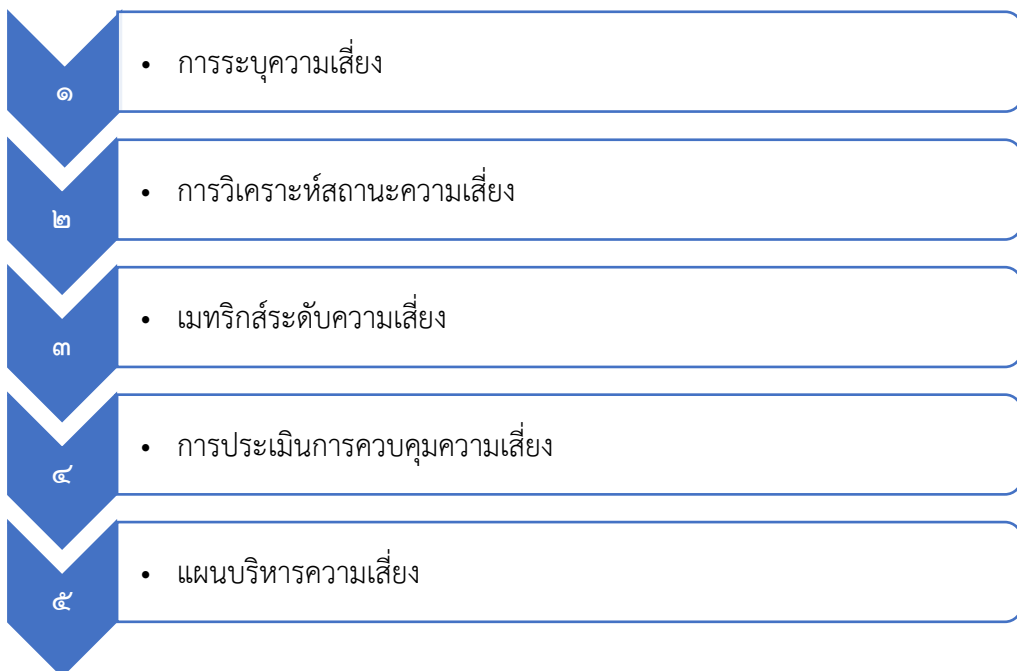 ๑
• การระบุความเสี่ยง
๒
• การวิเคราะห์สถานะความเสี่ยง
๓
• เมทริกส์ระดับความเสี่ยง
๔
• การประเมินการควบคุมความเสี่ยง
๕
• แผนบริหารความเสี่ยง